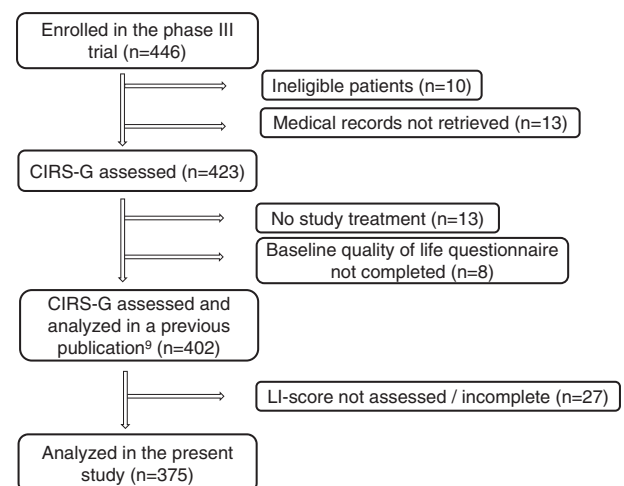 Enrolled in the phase III
trial (n=446)
Ineligible patients (n=10)
Medical records not retrieved (n=13)
CIRS-G assessed (n=423)
No study treatment (n=13)
Baseline quality of life questionnaire
not completed (n=8)
CIRS-G assessed and
analyzed in a previous
publication⁹ (n=402)
LI-score not assessed / incomplete (n=27)
Analyzed in the present
study (n=375)